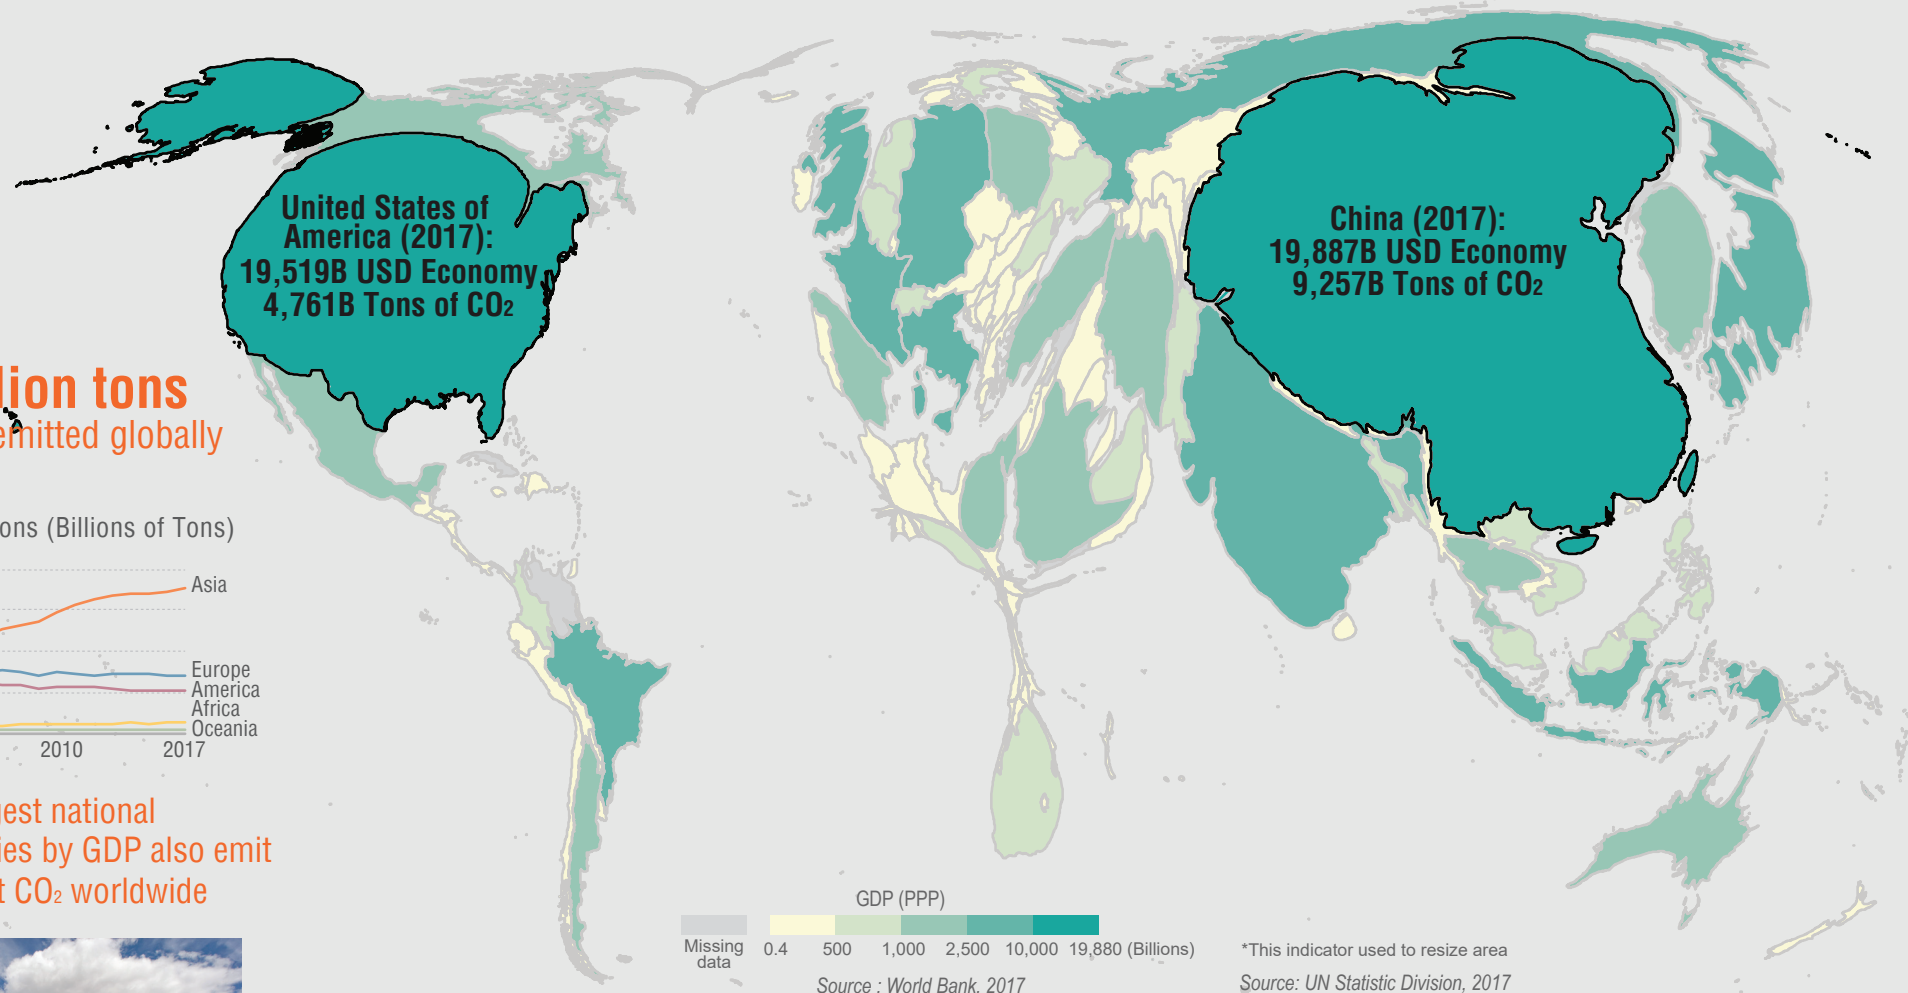 United States of
America (2017):
19,519B USD Economy
4,761B Tons of CO₂
China (2017):
19,887B USD Economy
9,257B Tons of CO₂
tons
emitted globally
(Billions of Tons)
Asia
Europe
America
Africa
Oceania
2010 2017
national
by GDP also emit
CO₂ worldwide
GDP (PPP)
Missing
data
0.4 500 1,000 2,500 10,000 19,880 (Billions)
Source : World Bank, 2017
*This indicator used to resize area
Source: UN Statistic Division, 2017